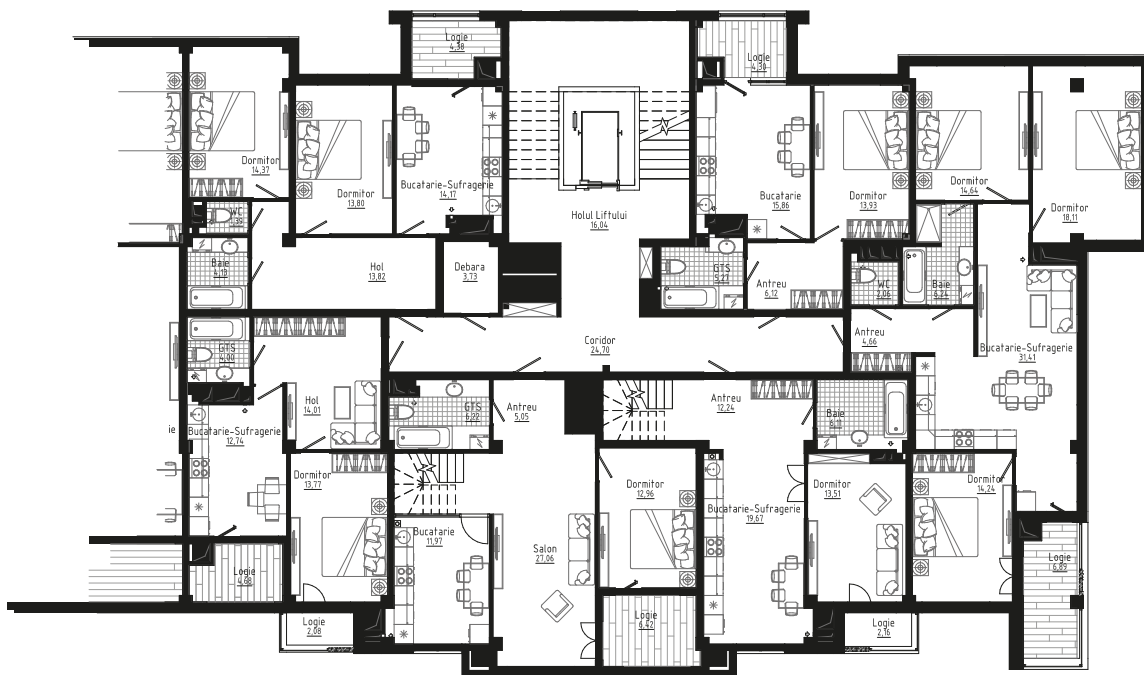 Logie
4,38
Logie
4,30
Dormitor
14,37
Dormitor
13,80
Bucatarie-Sufragerie
14,17
Holul Liftului
16,04
Bucatarie
15,86
Dormitor
13,93
Dormitor
14,64
Dormitor
18,11
WC
1,39
Baie
4,13
Hol
13,82
Debara
3,73
GTS
5,27
Antreu
6,12
WC
2,06
Baie
6,24
GTS
4,00
Hol
14,01
Coridor
24,70
Antreu
4,66
Bucatarie-Sufragerie
31,41
ie
Bucatarie-Sufragerie
12,74
GTS
6,22
Antreu
5,05
Antreu
12,24
Baie
6,11
Dormitor
13,77
Dormitor
12,96
Bucatarie-Sufragerie
19,67
Dormitor
13,51
Dormitor
14,24
Bucatarie
11,97
Salon
27,06
Logie
4,68
Logie
6,89
Logie
2,08
Logie
6,42
Logie
2,16